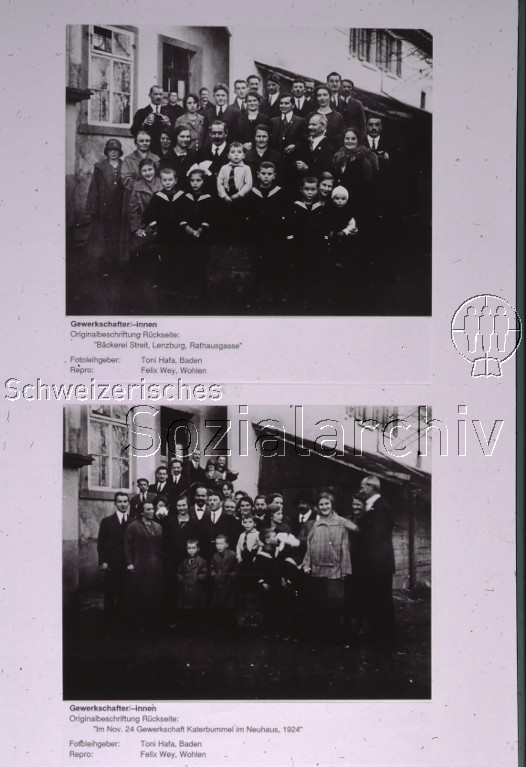 Gewerkschafter/–innen
Originalbeschriftung Rückseite:
"Bäckerei Streit, Lenzburg, Rathausgasse"
Fotoleihgeber: Toni Hafa, Baden
Repro: Felix Wey, Wohlen
Schweizerisches
Sozialarchiv
Gewerkschafter/–innen
Originalbeschriftung Rückseite:
"Im Nov. 24 Gewerkschaft Katerbummel im Neuhaus, 1924"
Fotoleihgeber: Toni Hafa, Baden
Repro: Felix Wey, Wohlen